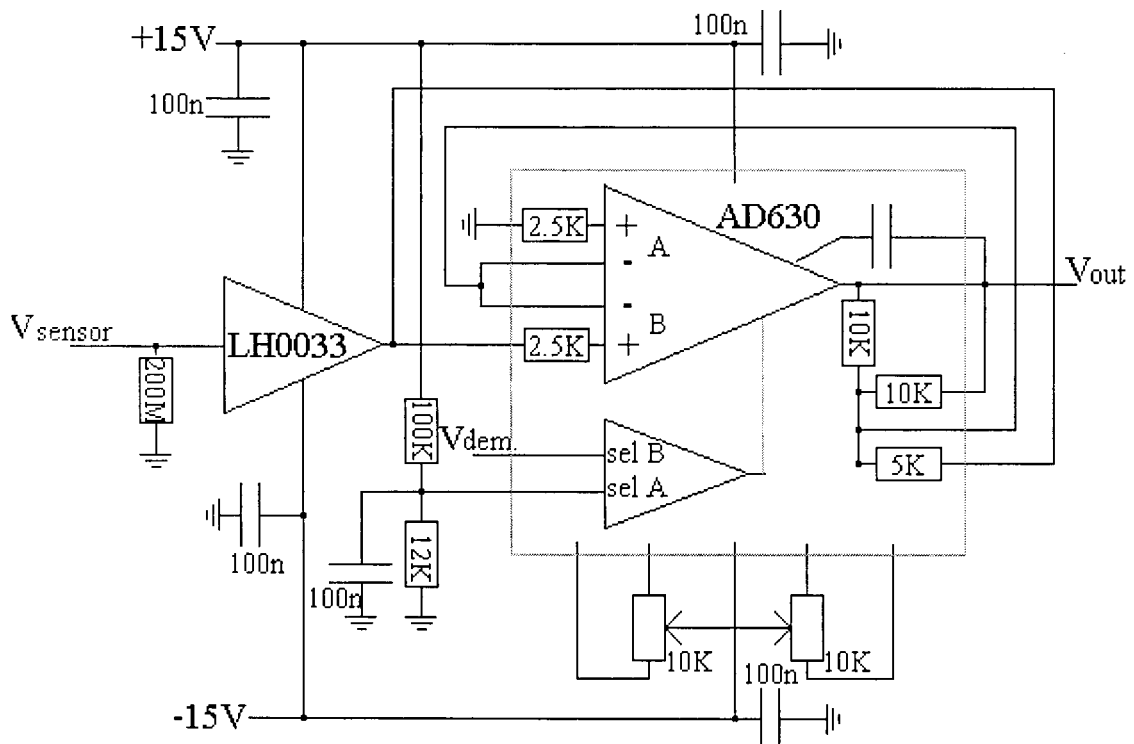 100n
+15V
100n
2.5K
+
A
AD630
-
-
B
2.5K
+
Vout
10K
10K
5K
Vsensor
LH0033
200M
100K
Vdem.
sel B
sel A
12K
100n
100n
10K
10K
100n
-15V